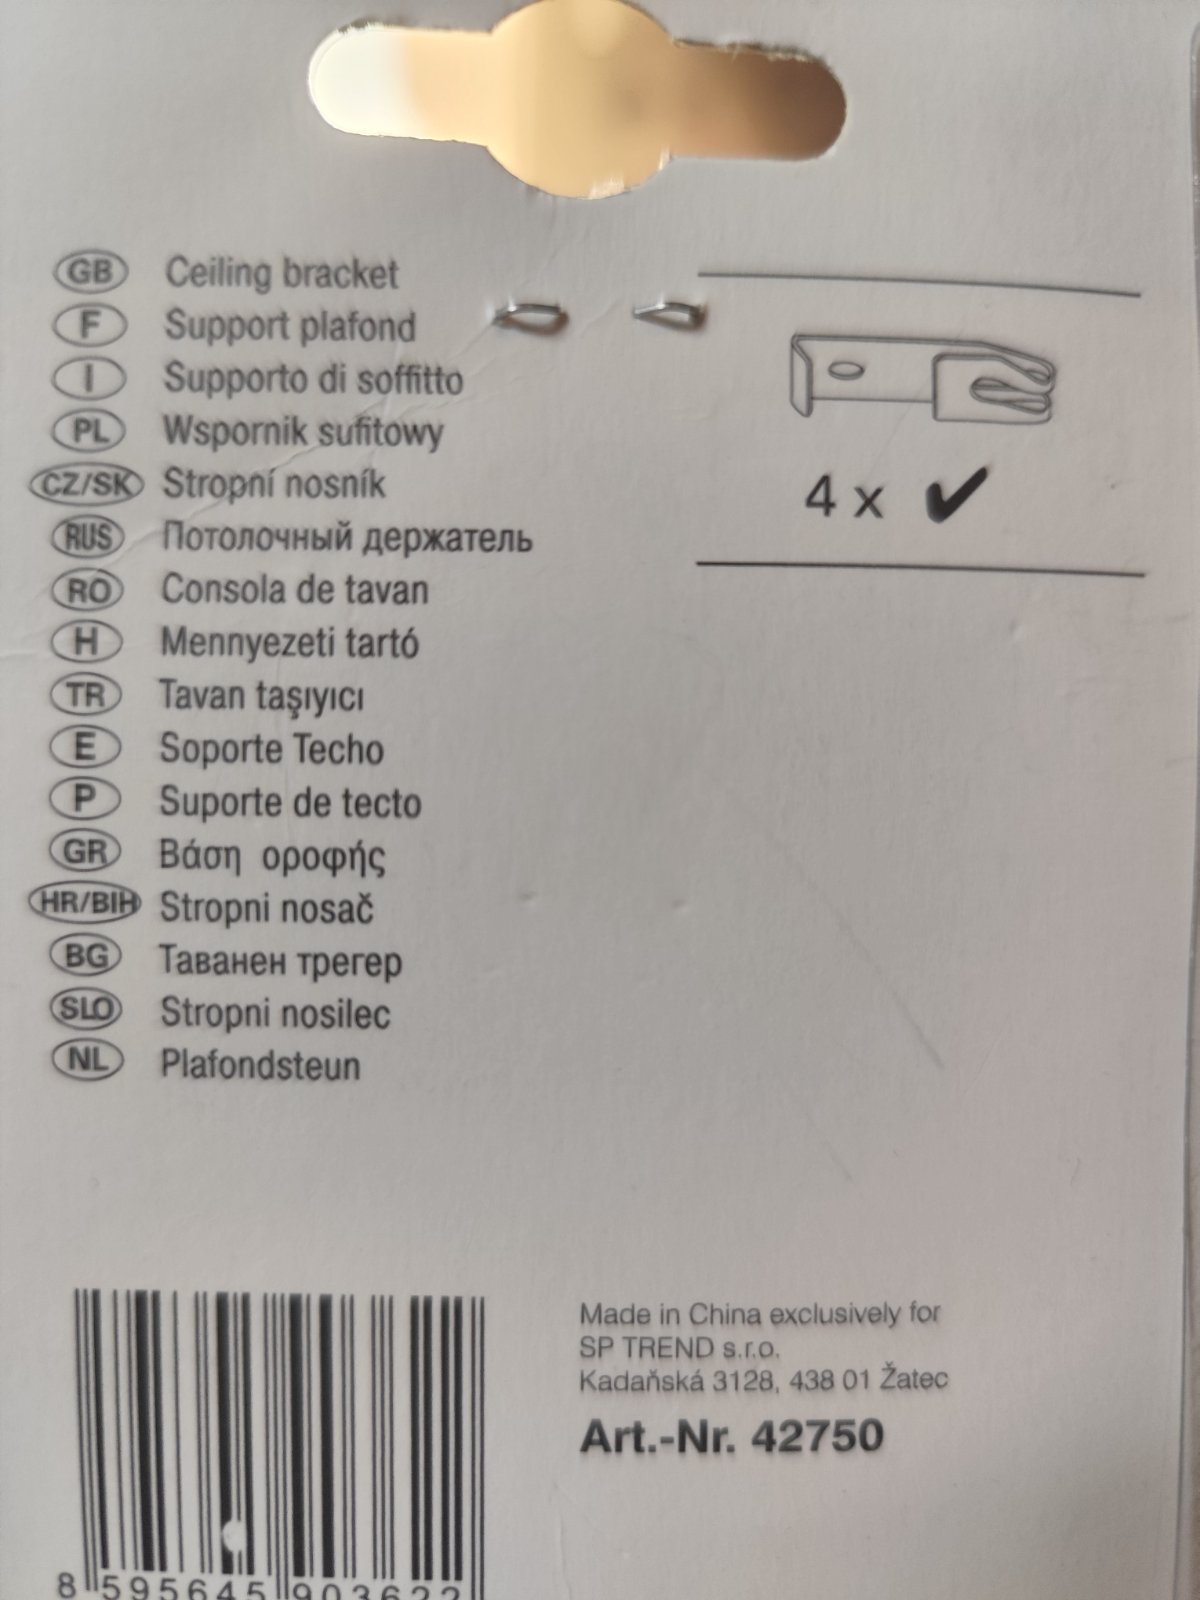 GB Ceiling bracket
F Support plafond
I Supporto di soffitto
PL Wspornik sufitowy
CZ/SK Stropní nosník
RUS Потолочный держатель
RO Consola de tavan
H Mennyezeti tartó
TR Tavan taşıyıcı
E Soporte Techo
P Suporte de tecto
GR Βάση οροφής
HR/BIH Stropni nosač
BG Таванен трегер
SLO Stropni nosilec
NL Plafondsteun
4 x ✔
Made in China exclusively for
SP TREND s.r.o.
Kadaňská 3128, 438 01 Žatec
Art.-Nr. 42750
8 595645 903622